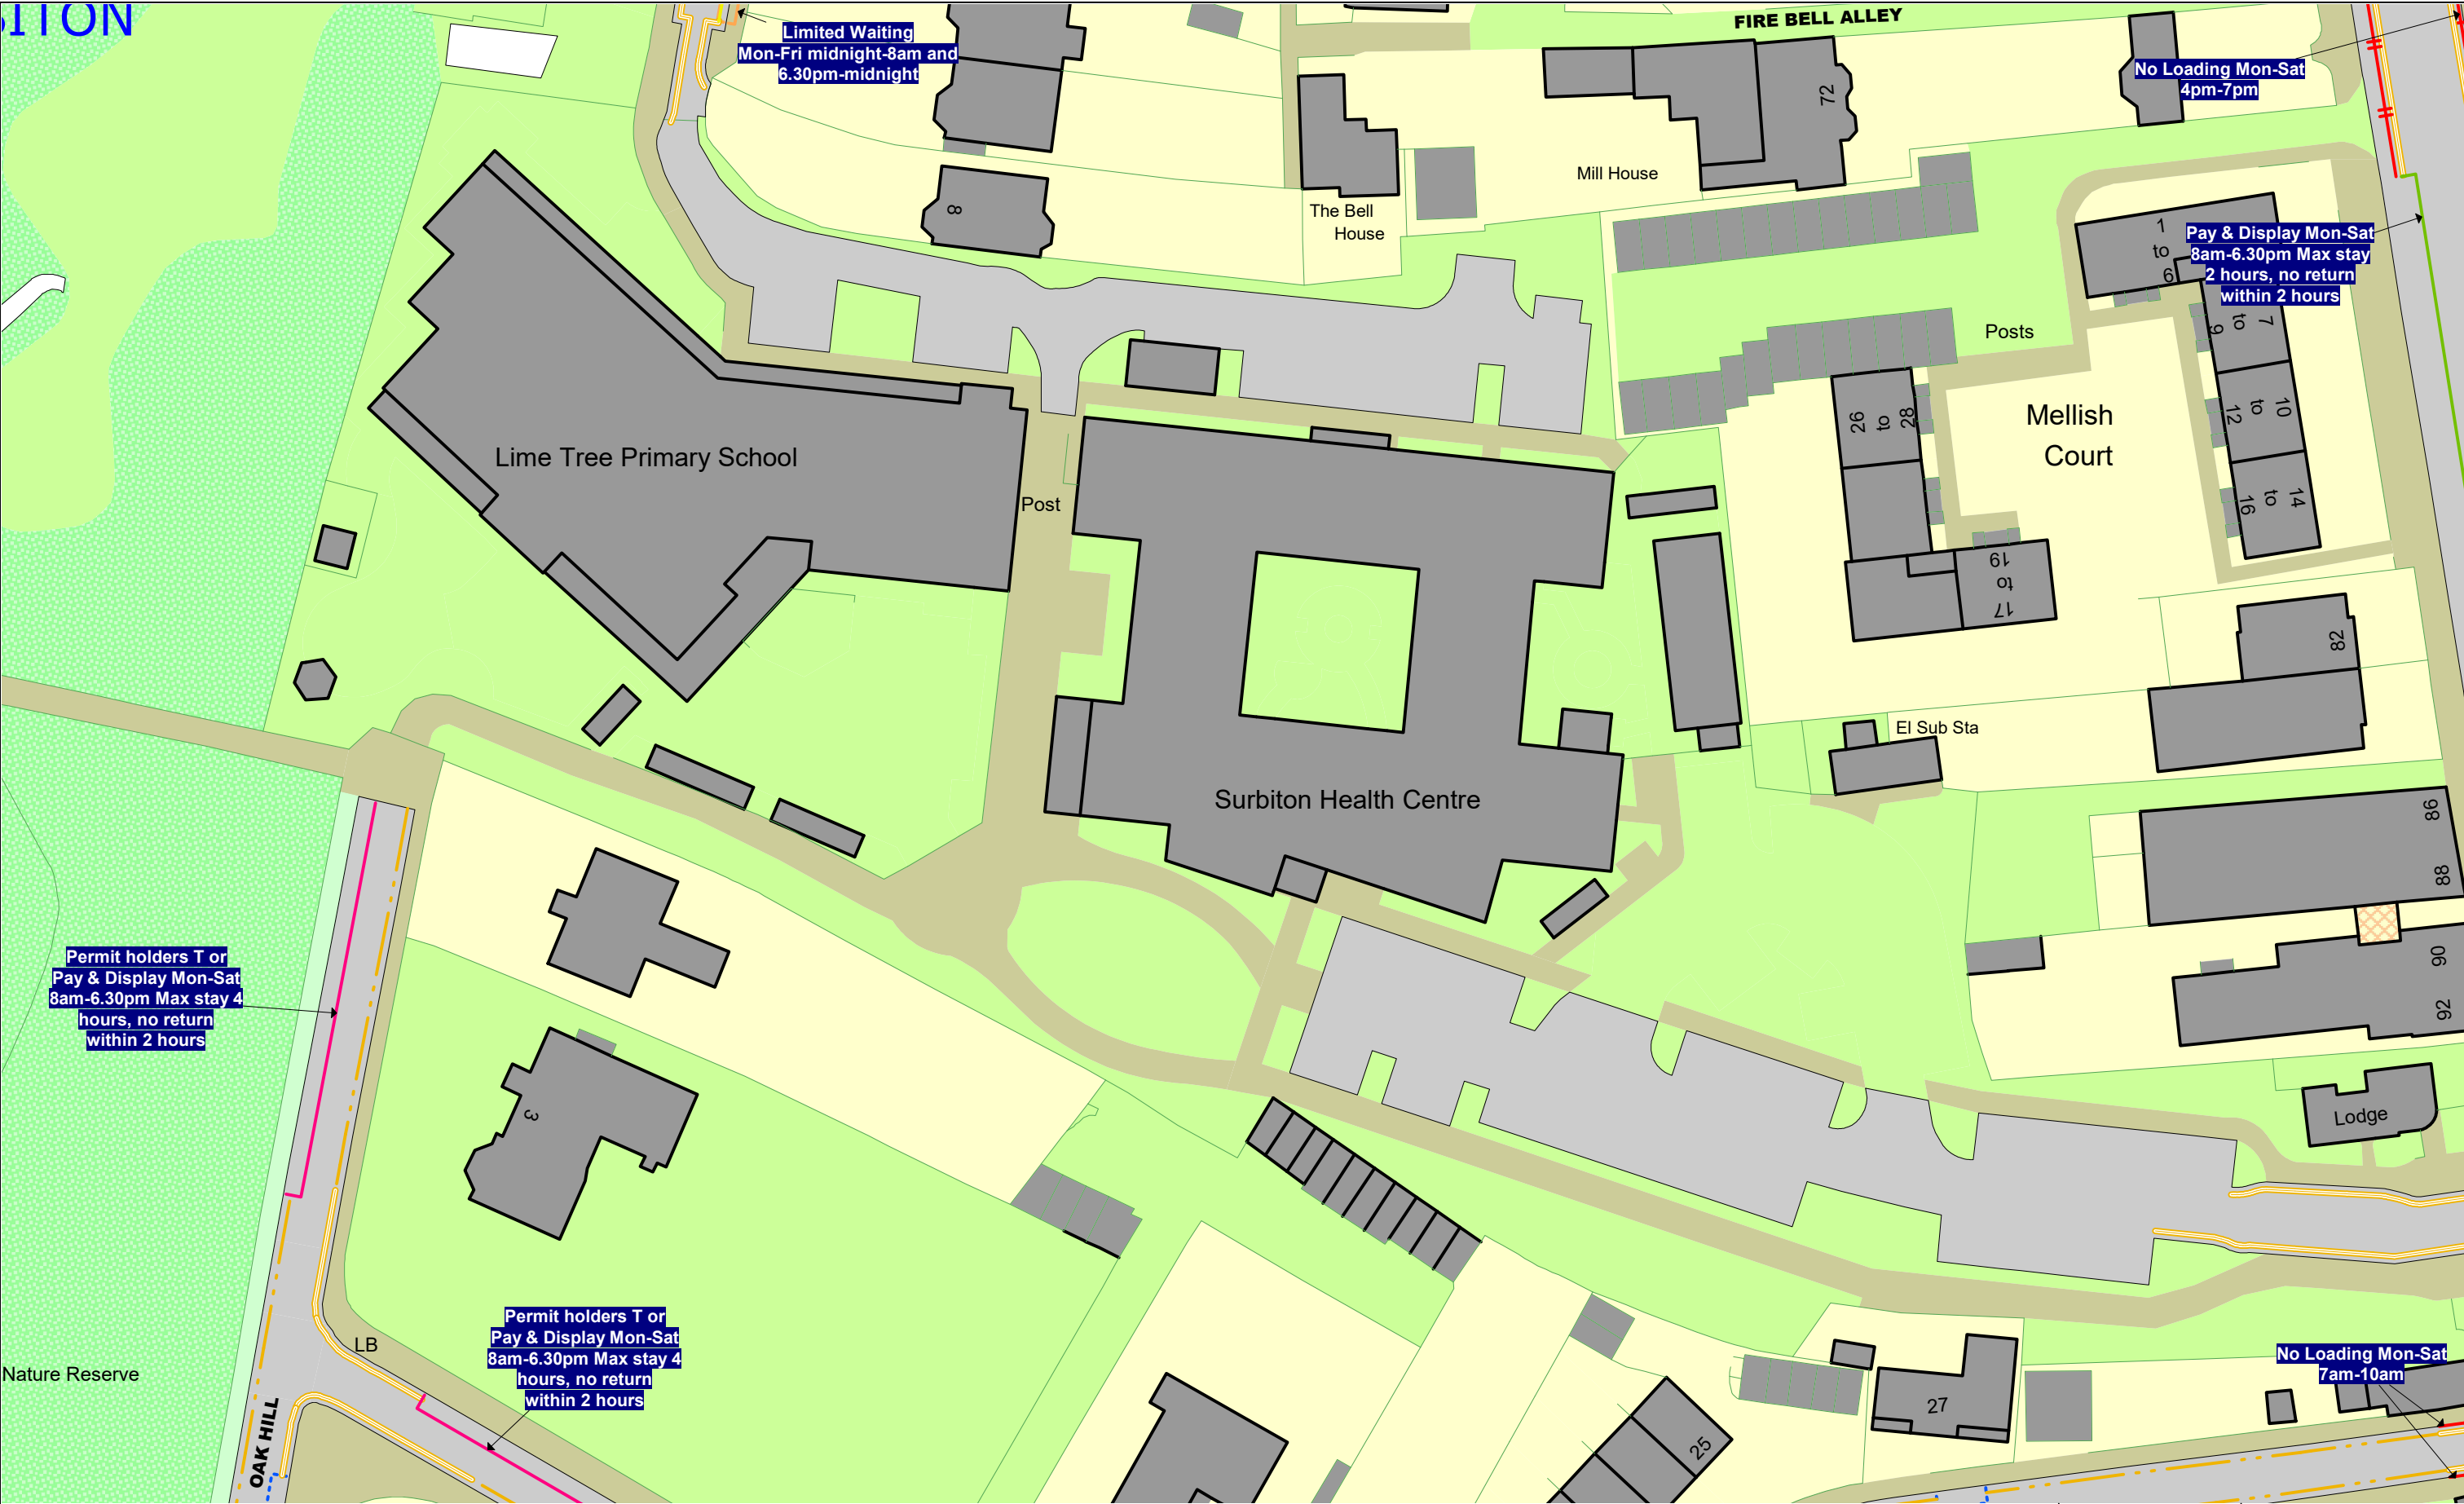 BITON
Limited Waiting
Mon-Fri midnight-8am and
6.30pm-midnight
FIRE BELL ALLEY
No Loading Mon-Sat
4pm-7pm
72
Mill House
8
The Bell
House
1
to
6
Pay & Display Mon-Sat
8am-6.30pm Max stay
2 hours, no return
within 2 hours
7
to
9
Posts
10
to
12
26
to
28
Mellish
Court
Lime Tree Primary School
14
to
16
Post
19
to
17
82
El Sub Sta
Surbiton Health Centre
86
88
90
92
Permit holders T or
Pay & Display Mon-Sat
8am-6.30pm Max stay 4
hours, no return
within 2 hours
3
Lodge
Permit holders T or
Pay & Display Mon-Sat
8am-6.30pm Max stay 4
hours, no return
within 2 hours
LB
Nature Reserve
No Loading Mon-Sat
7am-10am
27
25
OAK HILL